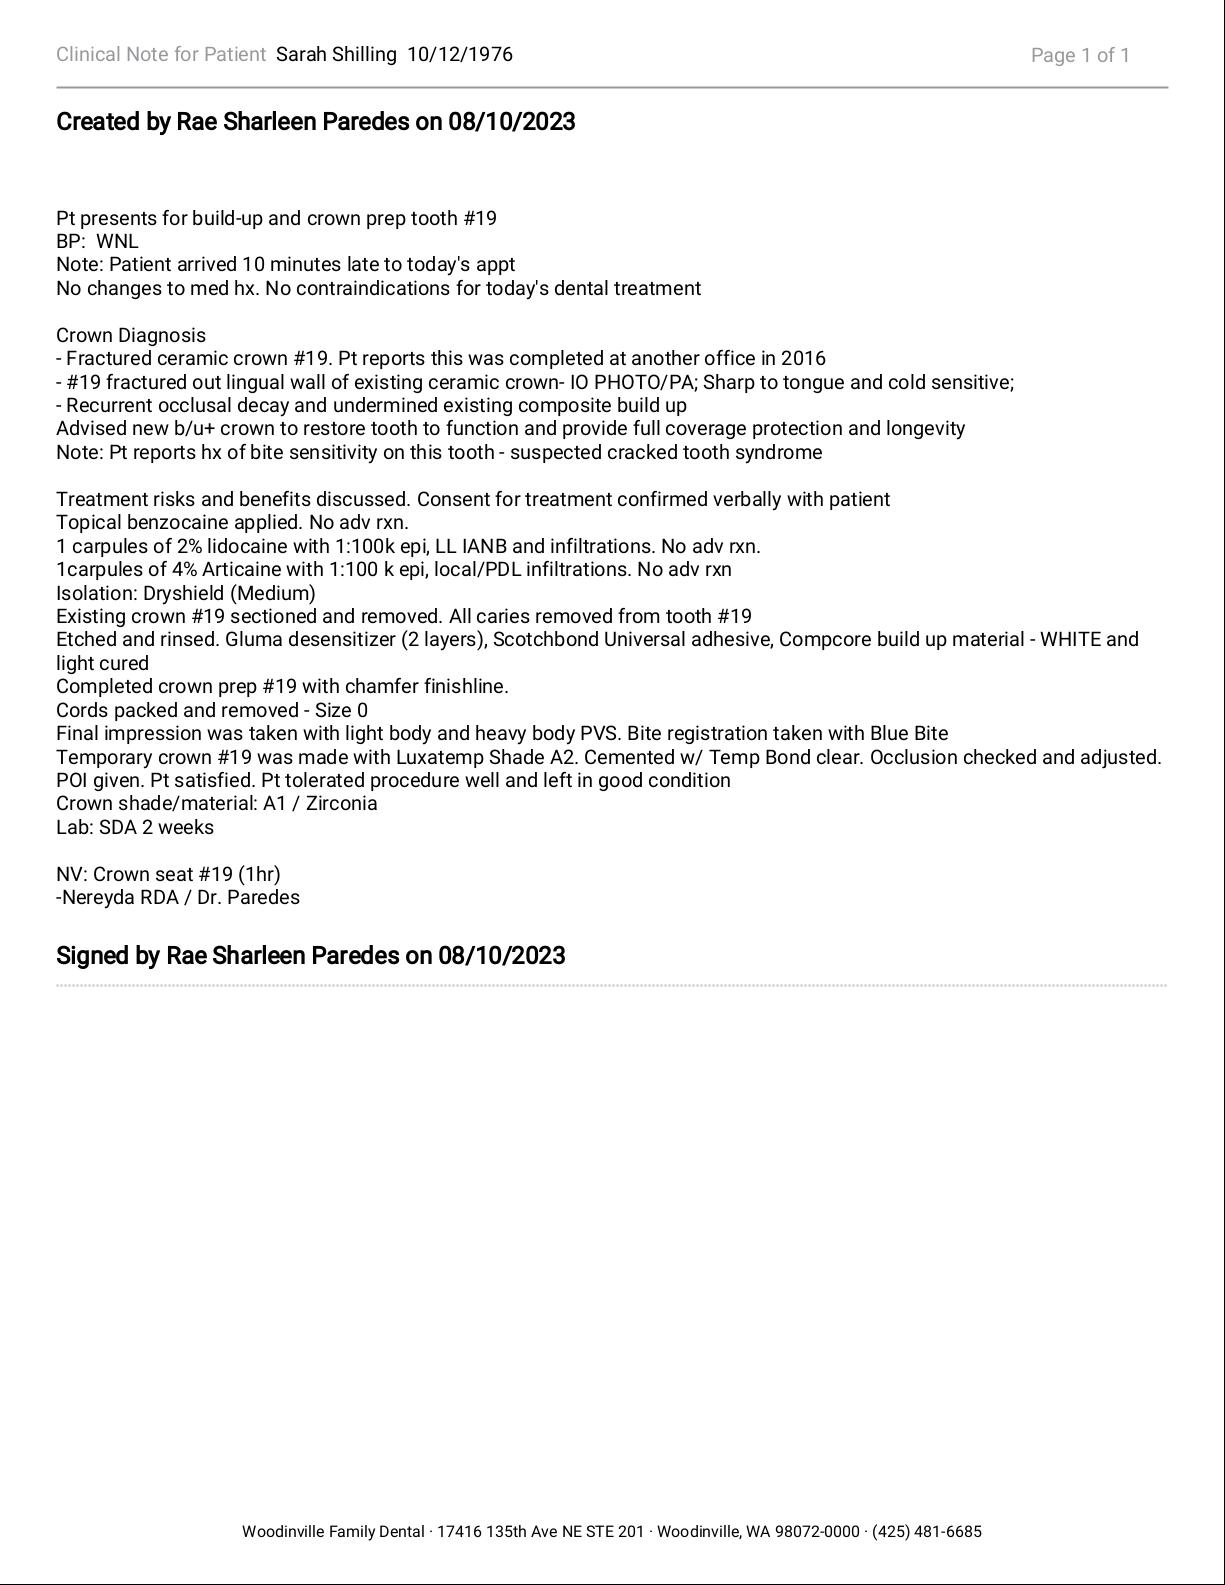 Clinical Note for Patient Sarah Shilling 10/12/1976
Page 1 of 1
Created by Rae Sharleen Paredes on 08/10/2023
Pt presents for build-up and crown prep tooth #19
BP: WNL
Note: Patient arrived 10 minutes late to today's appt
No changes to med hx. No contraindications for today's dental treatment
Crown Diagnosis
- Fractured ceramic crown #19. Pt reports this was completed at another office in 2016
- #19 fractured out lingual wall of existing ceramic crown- IO PHOTO/PA; Sharp to tongue and cold sensitive;
- Recurrent occlusal decay and undermined existing composite build up
Advised new b/u+ crown to restore tooth to function and provide full coverage protection and longevity
Note: Pt reports hx of bite sensitivity on this tooth - suspected cracked tooth syndrome
Treatment risks and benefits discussed. Consent for treatment confirmed verbally with patient
Topical benzocaine applied. No adv rxn.
1 carpules of 2% lidocaine with 1:100k epi, LL IANB and infiltrations. No adv rxn.
1carpules of 4% Articaine with 1:100 k epi, local/PDL infiltrations. No adv rxn
Isolation: Dryshield (Medium)
Existing crown #19 sectioned and removed. All caries removed from tooth #19
Etched and rinsed. Gluma desensitizer (2 layers), Scotchbond Universal adhesive, Compcore build up material - WHITE and
light cured
Completed crown prep #19 with chamfer finishline.
Cords packed and removed - Size 0
Final impression was taken with light body and heavy body PVS. Bite registration taken with Blue Bite
Temporary crown #19 was made with Luxatemp Shade A2. Cemented w/ Temp Bond clear. Occlusion checked and adjusted.
POI given. Pt satisfied. Pt tolerated procedure well and left in good condition
Crown shade/material: A1 / Zirconia
Lab: SDA 2 weeks
NV: Crown seat #19 (1hr)
-Nereyda RDA / Dr. Paredes
Signed by Rae Sharleen Paredes on 08/10/2023
Woodinville Family Dental · 17416 135th Ave NE STE 201 · Woodinville, WA 98072-0000 · (425) 481-6685